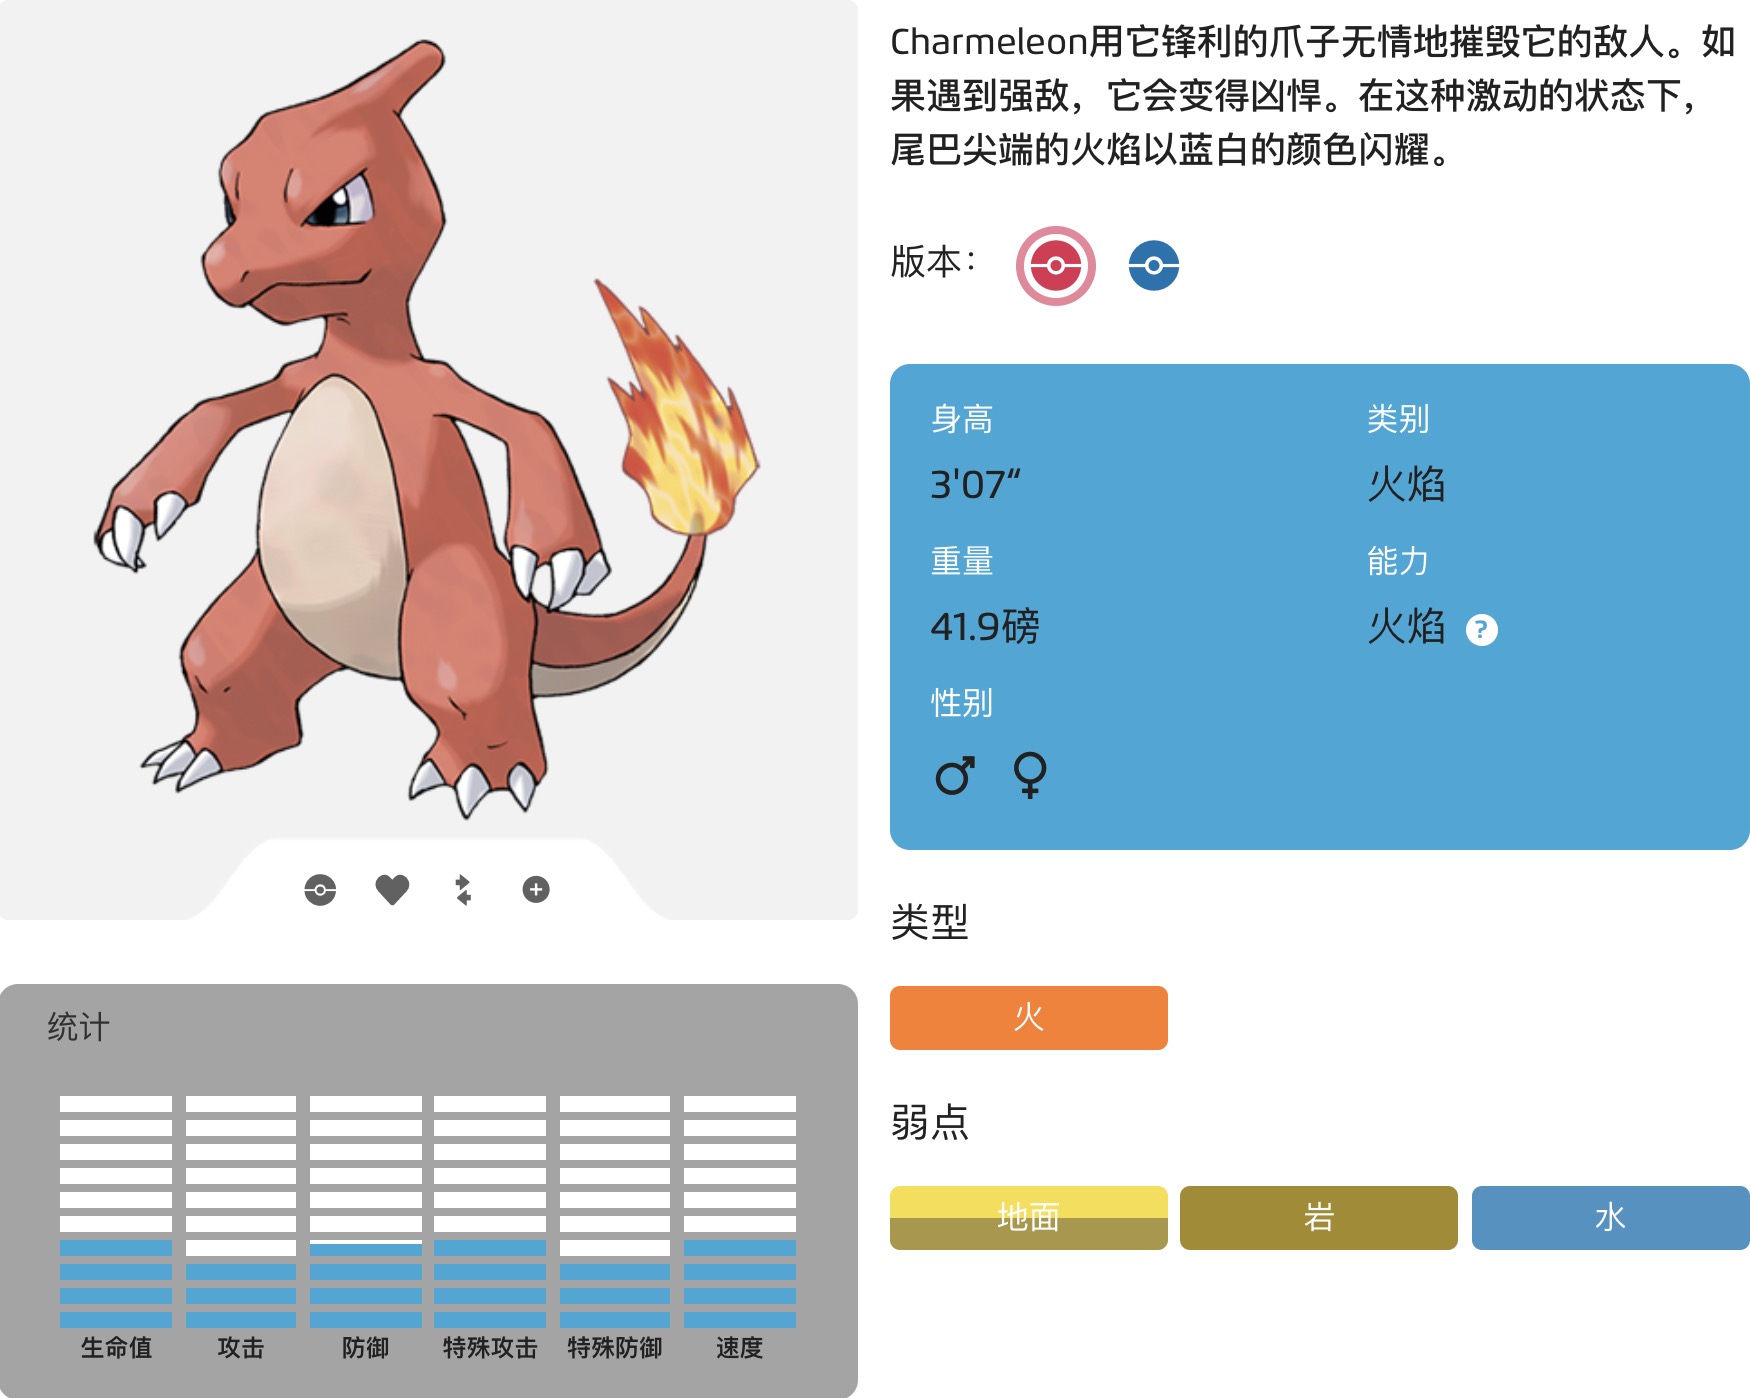 Charmeleon用它锋利的爪子无情地摧毁它的敌人。如
果遇到强敌，它会变得凶悍。在这种激动的状态下，
尾巴尖端的火焰以蓝白的颜色闪耀。
版本：
身高
3'07“
类别
火焰
重量
41.9磅
能力
火焰 ?
性别
♂ ♀
类型
火
弱点
地面 岩 水
统计
生命值 攻击 防御 特殊攻击 特殊防御 速度